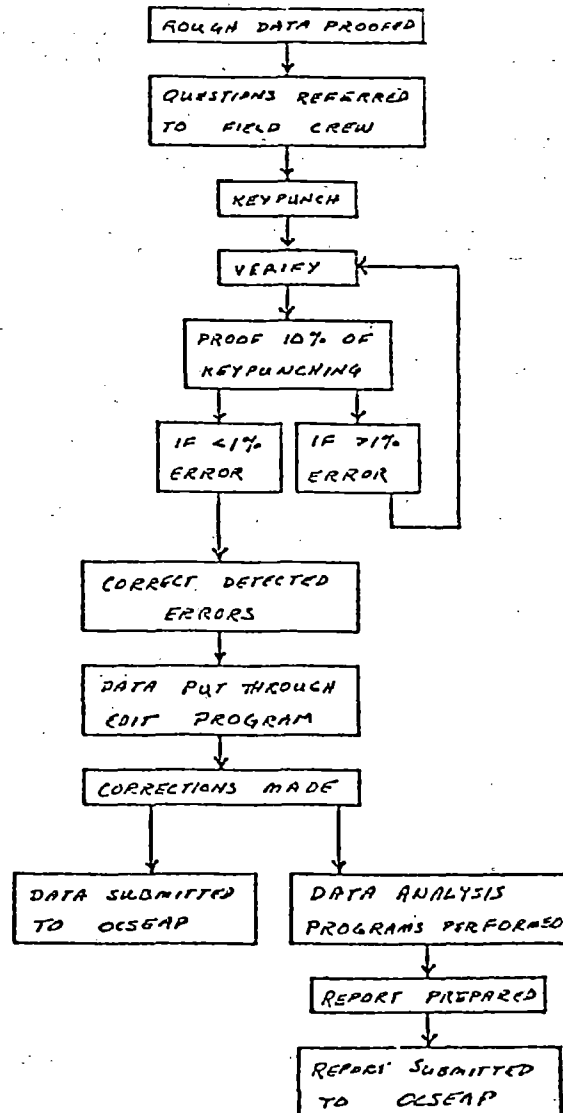 ROUGH DATA PROOFED
QUESTIONS REFERRED
TO FIELD CREW
KEYPUNCH
VERIFY
PROOF 10% OF
KEYPUNCHING
IF <1%
ERROR
IF >1%
ERROR
CORRECT DETECTED
ERRORS
DATA PUT THROUGH
EDIT PROGRAM
CORRECTIONS MADE
DATA SUBMITTED
TO OCSEAP
DATA ANALYSIS
PROGRAMS PERFORMED
REPORT PREPARED
REPORT SUBMITTED
TO OCSEAP